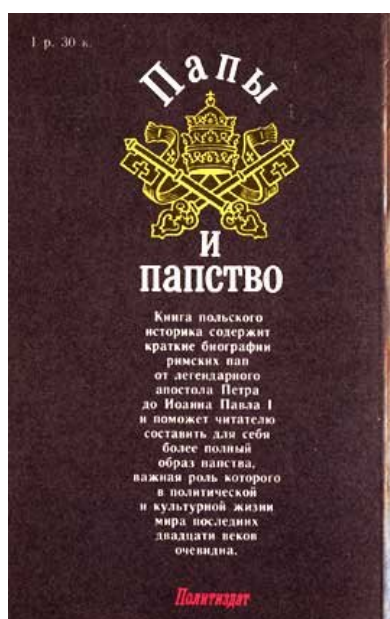 1 р. 30 к.
Папы
и
папство
Книга польского
историка содержит
краткие биографии
римских пап
от легендарного
апостола Петра
до Иоанна Павла I
и поможет читателю
составить для себя
более полный
образ папства,
важная роль которого
в политической
и культурной жизни
мира последних
двадцати веков
очевидна.
Политиздат